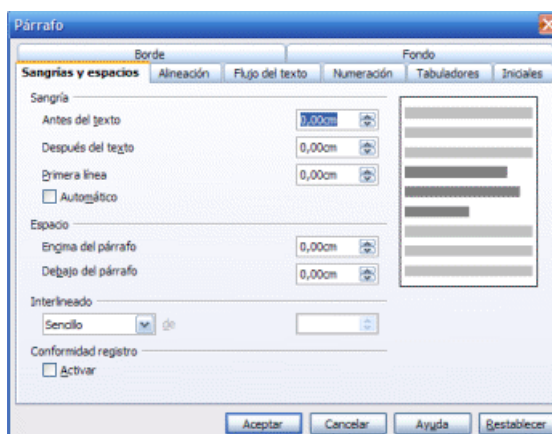 Párrafo
Borde Fondo
Sangrías y espacios Alineación Flujo del texto Numeración Tabuladores Iniciales
Sangría
Antes del texto 0,00cm
Después del texto 0,00cm
Primera línea 0,00cm
Automático
Espacio
Encima del párrafo 0,00cm
Debajo del párrafo 0,00cm
Interlineado
Sencillo de
Conformidad registro
Activar
Aceptar Cancelar Ayuda Restablecer